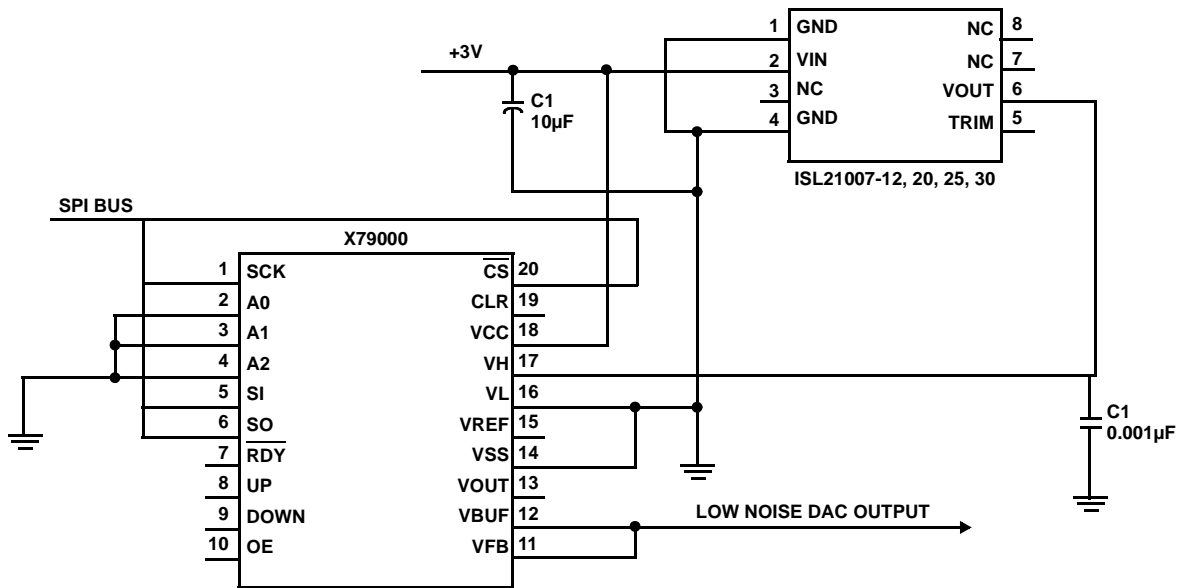 +3V
C1
10µF
1 GND NC 8
2 VIN NC 7
3 NC VOUT 6
4 GND TRIM 5
ISL21007-12, 20, 25, 30
SPI BUS
X79000
1 SCK CS 20
2 A0 CLR 19
3 A1 VCC 18
4 A2 VH 17
5 SI VL 16
6 SO VREF 15
7 RDY VSS 14
8 UP VOUT 13
9 DOWN VBUF 12
10 OE VFB 11
C1
0.001µF
LOW NOISE DAC OUTPUT